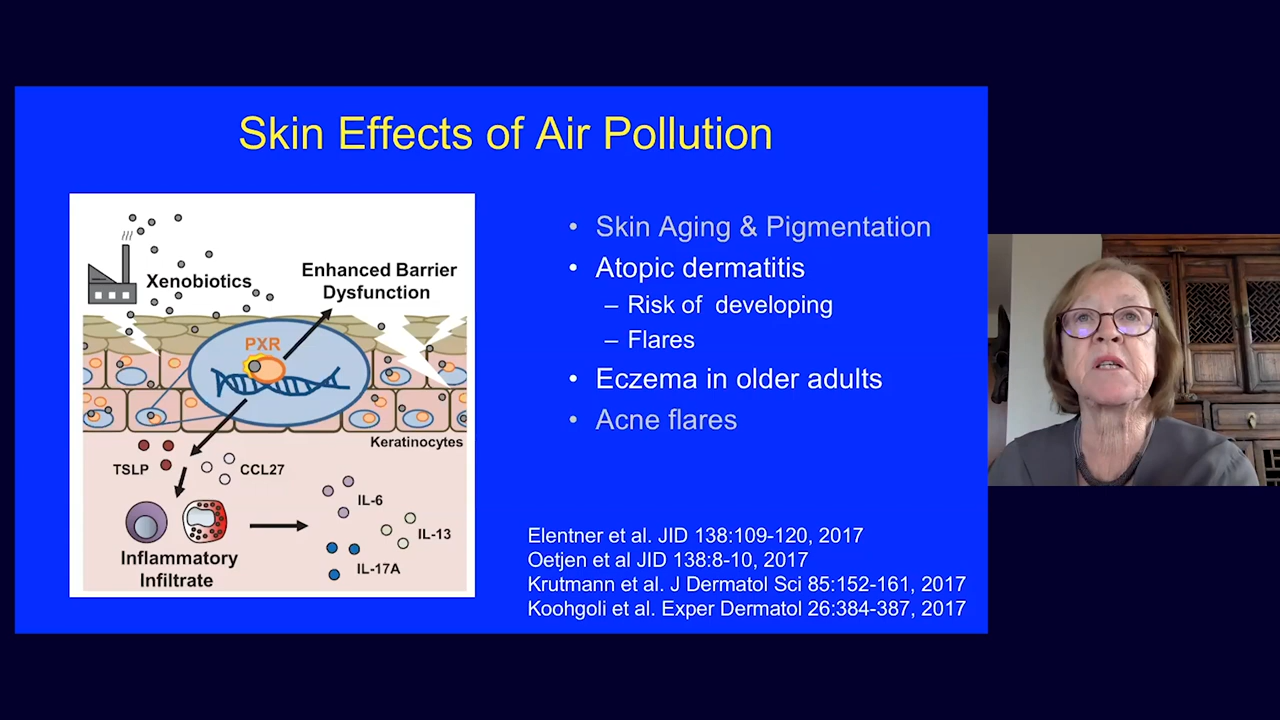 Skin Effects of Air Pollution
Xenobiotics
Enhanced Barrier
Dysfunction
PXR
Keratinocytes
TSLP
CCL27
IL-6
IL-13
IL-17A
Inflammatory
Infiltrate
• Skin Aging & Pigmentation
• Atopic dermatitis
– Risk of developing
– Flares
• Eczema in older adults
• Acne flares
Elentner et al. JID 138:109-120, 2017
Oetjen et al JID 138:8-10, 2017
Krutmann et al. J Dermatol Sci 85:152-161, 2017
Koohgoli et al. Exper Dermatol 26:384-387, 2017